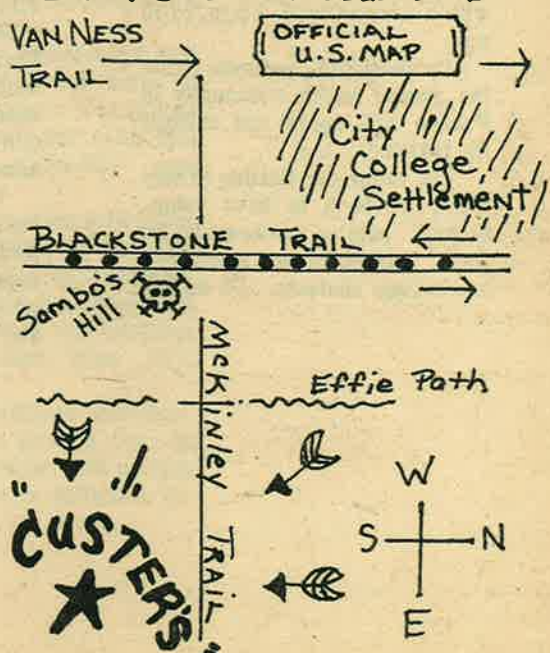 VAN NESS
TRAIL
OFFICIAL
U.S. MAP
City
College
Settlement
BLACKSTONE TRAIL
Sambo's
Hill
McKinley
TRAIL
Effie Path
"CUSTER'S"
W
S N
E